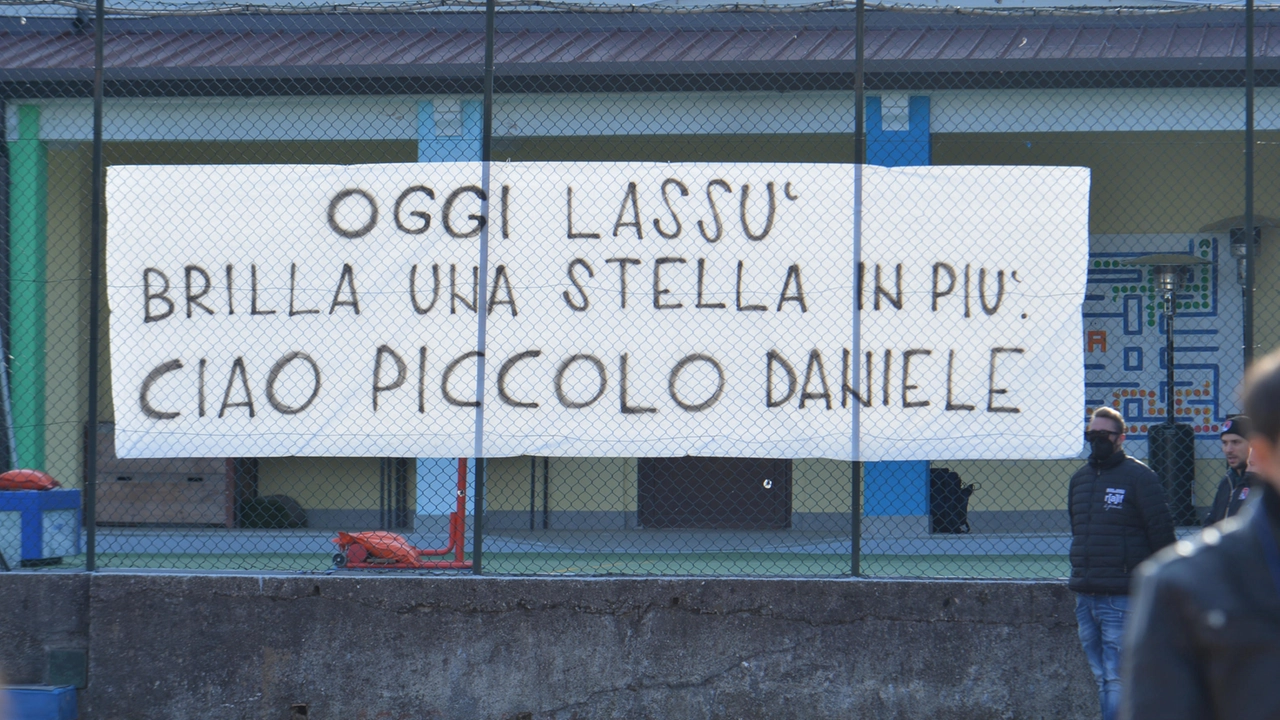 OGGI LASSU'
BRILLA UNA STELLA IN PIU'.
CIAO PICCOLO DANIELE